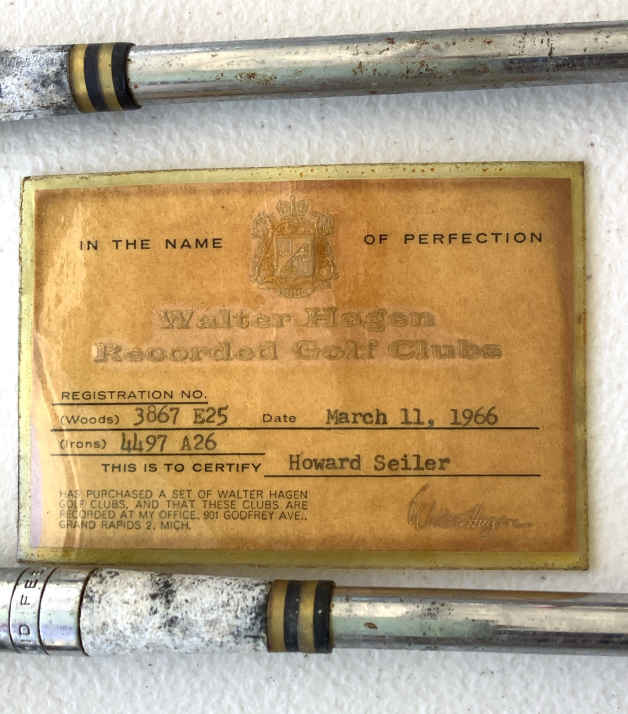 IN THE NAME OF PERFECTION
Walter Hagen
Recorded Golf Clubs
REGISTRATION NO.
(Woods) 3867 E25 Date March 11, 1966
(Irons) 4497 A26
THIS IS TO CERTIFY Howard Seiler
HAS PURCHASED A SET OF WALTER HAGEN
GOLF CLUBS, AND THAT THESE CLUBS ARE
RECORDED AT MY OFFICE, 901 GODFREY AVE.,
GRAND RAPIDS 2, MICH.
Walter Hagen